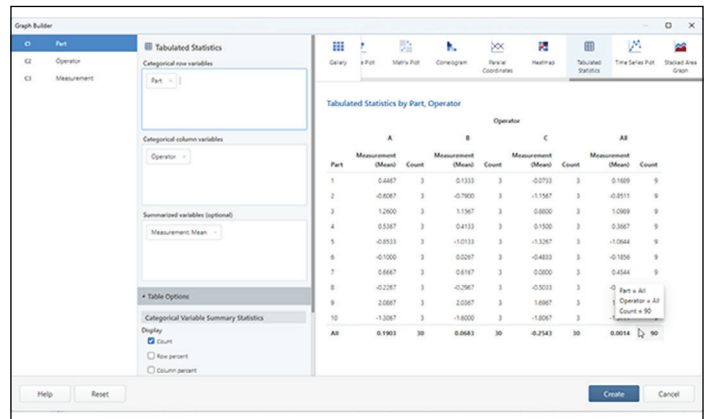 Graph Builder
C1 Part
C2 Operator
C3 Measurement
Tabulated Statistics
Categorical row variables
Part
Categorical column variables
Operator
Summarized variables (optional)
Measurement: Mean
Table Options
Categorical Variable Summary Statistics
Display
Count
Row percent
Column percent
Gallery
Plot
Matrix Plot
Correlogram
Parallel Coordinates
Heatmap
Tabulated Statistics
Time Series Plot
Stacked Area Graph
Tabulated Statistics by Part, Operator
Operator
A B C All
Measurement Measurement Measurement Measurement
Part (Mean) Count (Mean) Count (Mean) Count (Mean) Count
1 0.4467 3 0.1333 3 -0.0733 3 0.1689 9
2 -0.6067 3 -0.7900 3 -1.1567 3 -0.8511 9
3 1.2600 3 1.1567 3 0.8800 3 1.0989 9
4 0.5367 3 0.4133 3 0.1500 3 0.3667 9
5 -0.8533 3 -1.0133 3 -1.3267 3 -1.0644 9
6 -0.1000 3 0.0267 3 -0.4833 3 -0.1856 9
7 0.6667 3 0.6167 3 0.0800 3 0.4544 9
8 -0.2267 3 -0.2967 3 -0.5033 3
9 2.0867 3 2.0367 3 1.6967 3
10 -1.3067 3 -1.6000 3 -1.8067 3
All 0.1903 30 0.0683 30 -0.2543 30 0.0014 90
Part = All
Operator = All
Count = 90
Help
Reset
Create
Cancel